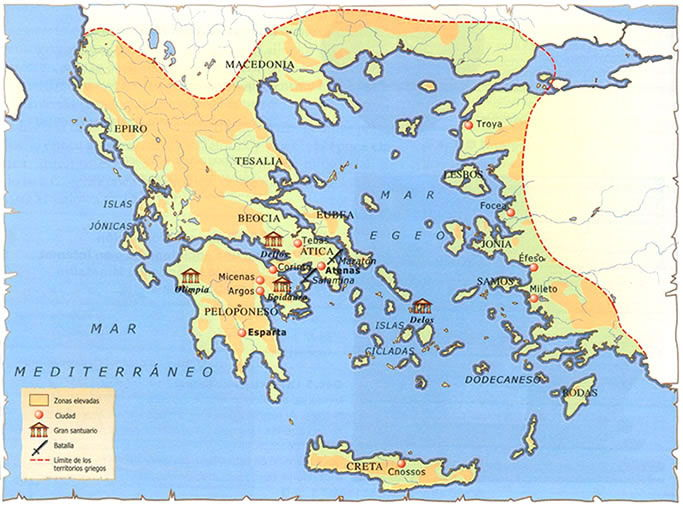 MACEDONIA
EPIRO
Troya
TESALIA
LESBOS
MAR
EGEO
ISLAS
JÓNICAS
Focea
BEOCIA
EUBEA
Tebas
Delfos
ÁTICA
JONIA
Maratón
Corinto
Atenas
Éfeso
Salamina
Olimpia
Micenas
Argos
Epidauro
SAMOS
Mileto
PELOPONESO
Delos
MAR
MEDITERRÁNEO
Esparta
ISLAS
CÍCLADAS
DODECANESO
RODAS
CRETA
Cnossos
Zonas elevadas
Ciudad
Gran santuario
Batalla
Límite de los
territorios griegos